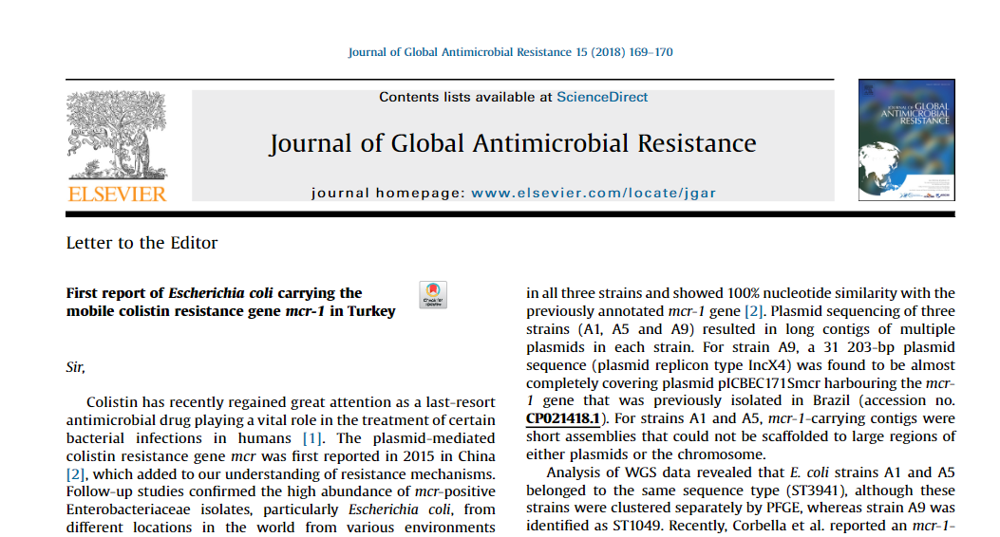 Journal of Global Antimicrobial Resistance 15 (2018) 169–170
Contents lists available at ScienceDirect
Journal of Global Antimicrobial Resistance
journal homepage: www.elsevier.com/locate/jgar
ELSEVIER
JOURNAL OF GLOBAL
ANTIMICROBIAL
RESISTANCE
Letter to the Editor
First report of Escherichia coli carrying the
mobile colistin resistance gene mcr-1 in Turkey
Check for
updates
Sir,
Colistin has recently regained great attention as a last-resort
antimicrobial drug playing a vital role in the treatment of certain
bacterial infections in humans [1]. The plasmid-mediated
colistin resistance gene mcr was first reported in 2015 in China
[2], which added to our understanding of resistance mechanisms.
Follow-up studies confirmed the high abundance of mcr-positive
Enterobacteriaceae isolates, particularly Escherichia coli, from
different locations in the world from various environments
in all three strains and showed 100% nucleotide similarity with the
previously annotated mcr-1 gene [2]. Plasmid sequencing of three
strains (A1, A5 and A9) resulted in long contigs of multiple
plasmids in each strain. For strain A9, a 31 203-bp plasmid
sequence (plasmid replicon type IncX4) was found to be almost
completely covering plasmid pICBEC171Smcr harbouring the mcr-
1 gene that was previously isolated in Brazil (accession no.
CP021418.1). For strains A1 and A5, mcr-1-carrying contigs were
short assemblies that could not be scaffolded to large regions of
either plasmids or the chromosome.
Analysis of WGS data revealed that E. coli strains A1 and A5
belonged to the same sequence type (ST3941), although these
strains were clustered separately by PFGE, whereas strain A9 was
identified as ST1049. Recently, Corbella et al. reported an mcr-1-